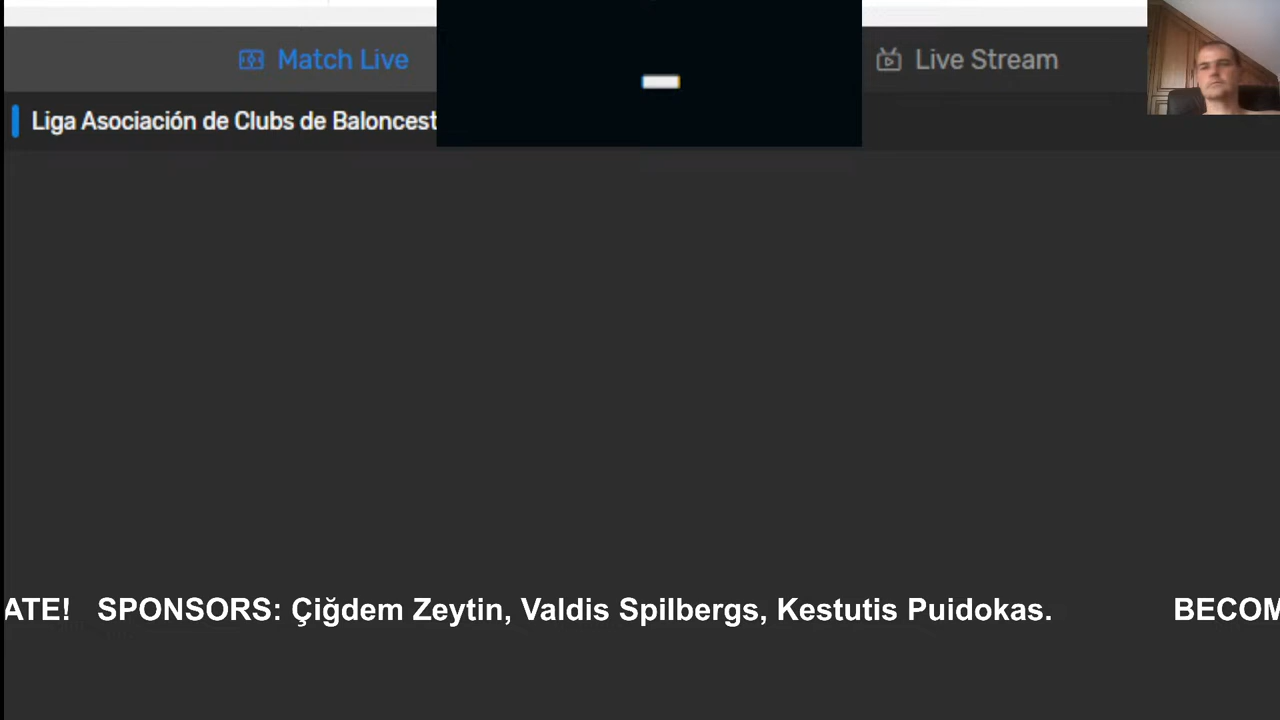 Match Live
Live Stream
Liga Asociación de Clubs de Baloncest
ATE! SPONSORS: Çiğdem Zeytin, Valdis Spilbergs, Kestutis Puidokas. BECOM